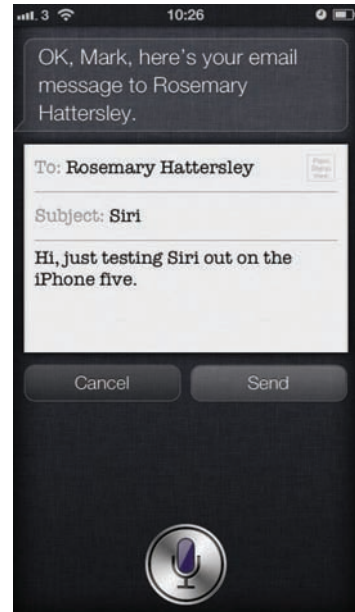 3 10:26
OK, Mark, here's your email
message to Rosemary
Hattersley.
To: Rosemary Hattersley
Subject: Siri
Hi, just testing Siri out on the
iPhone five.
Cancel Send